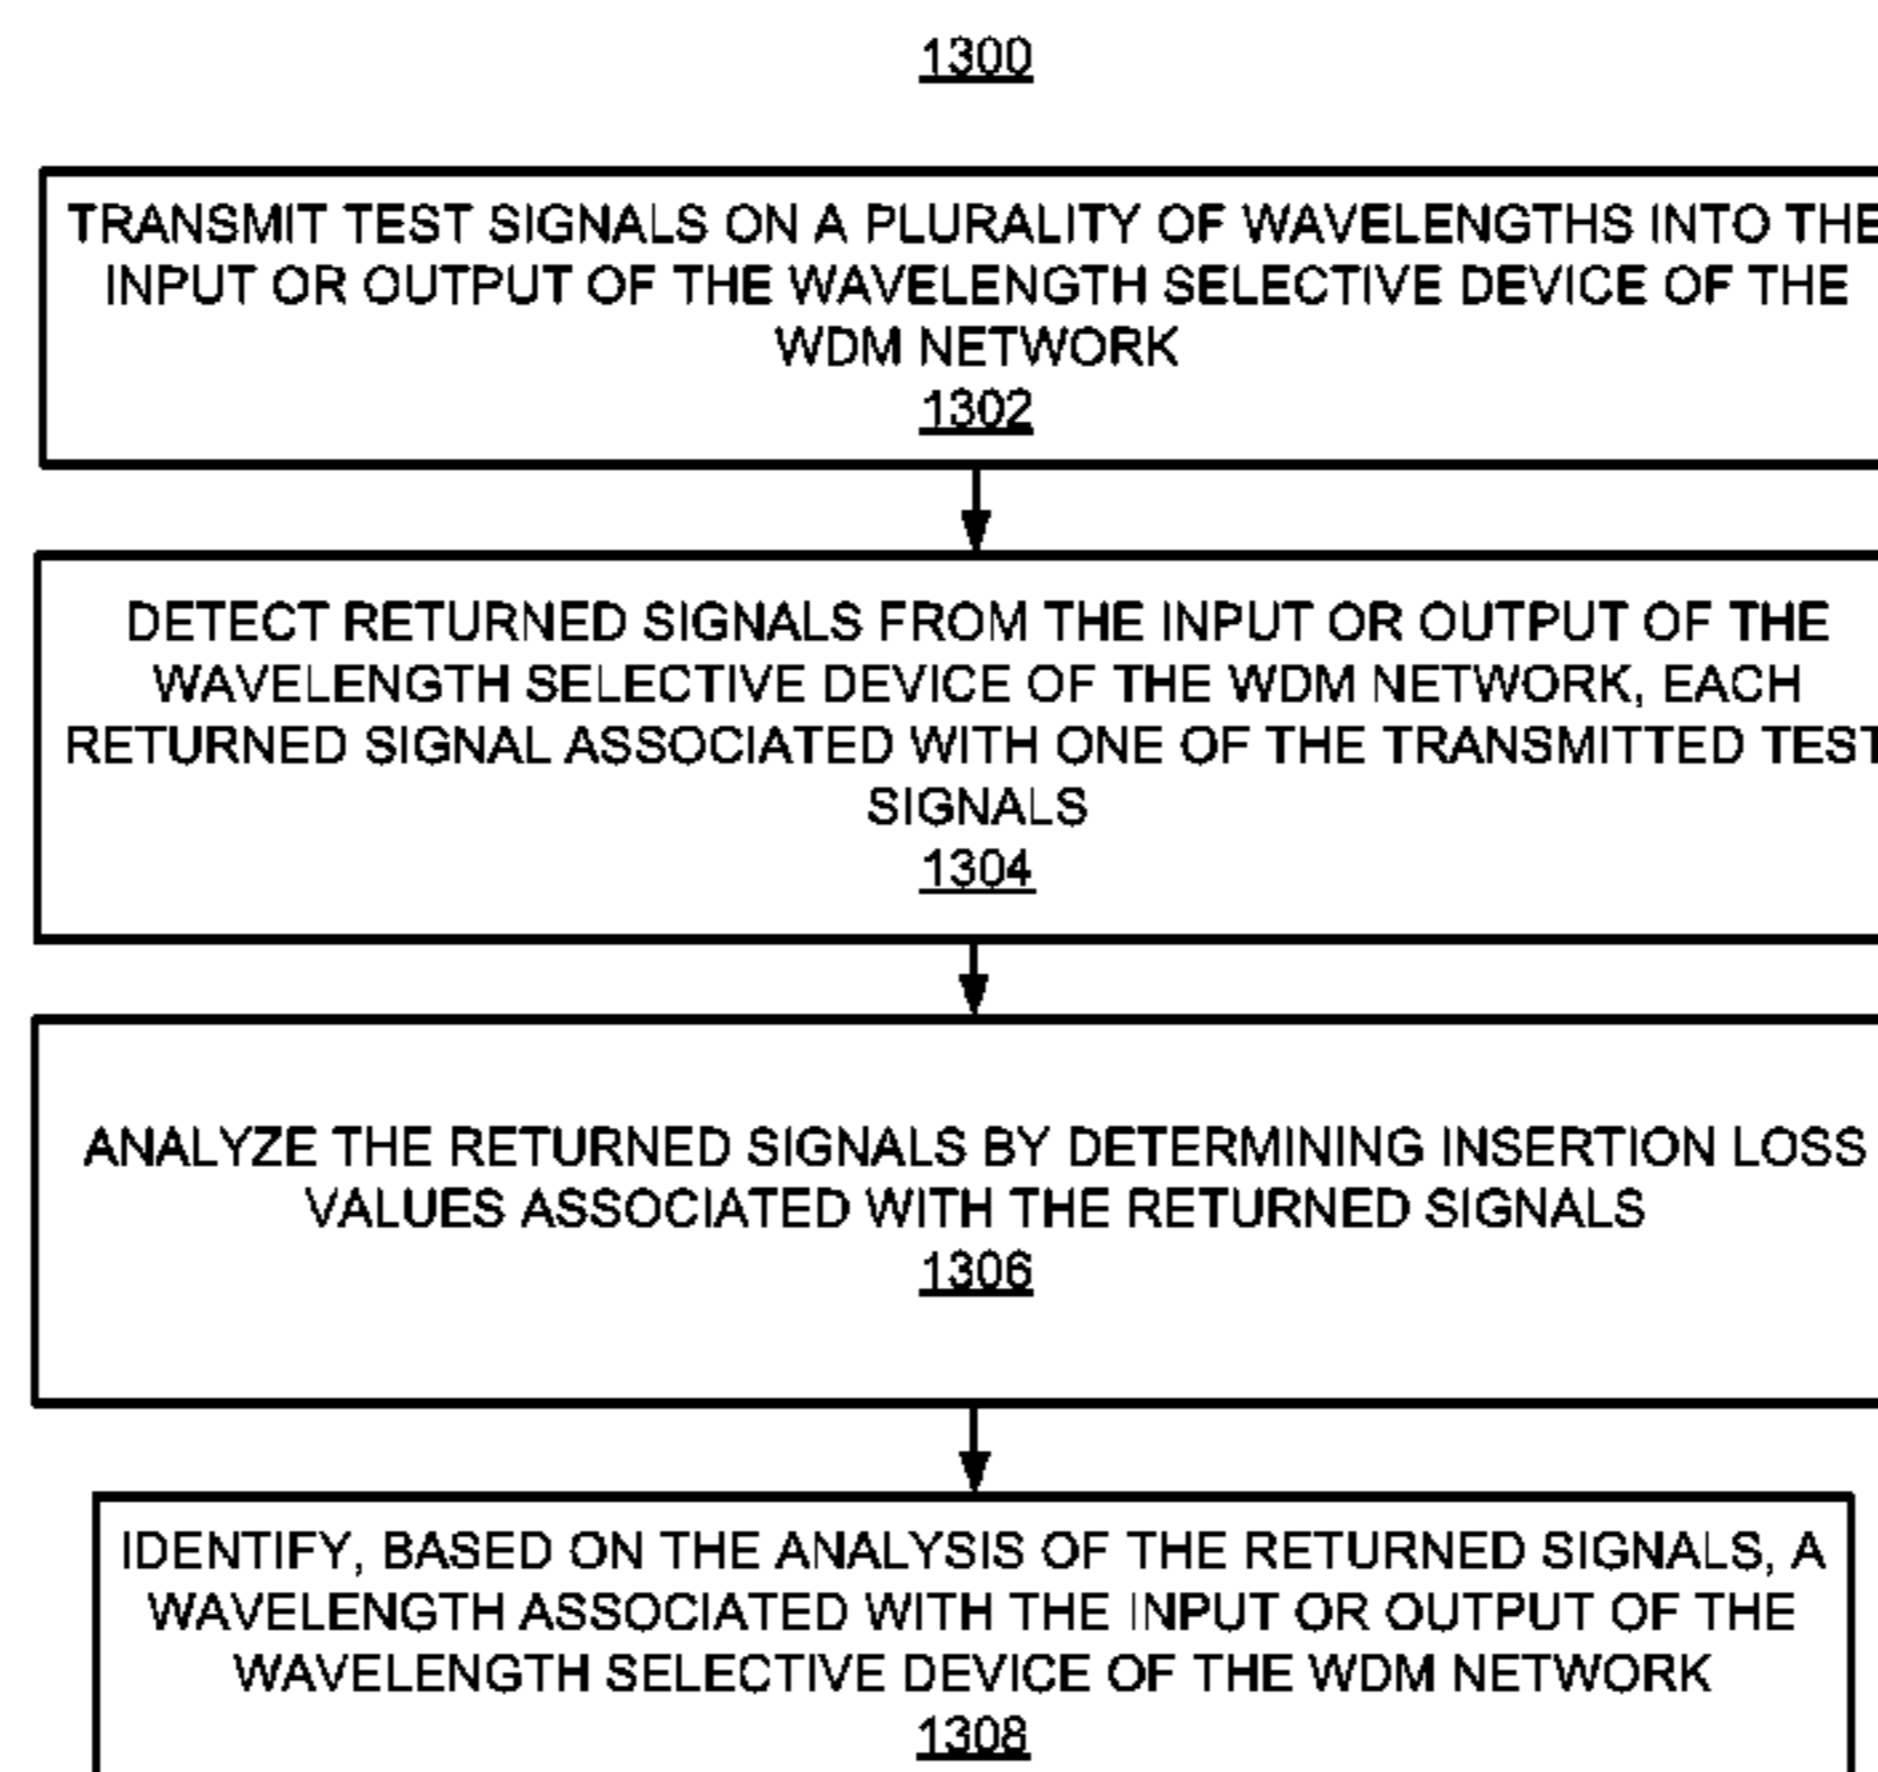 1300
TRANSMIT TEST SIGNALS ON A PLURALITY OF WAVELENGTHS INTO THE
INPUT OR OUTPUT OF THE WAVELENGTH SELECTIVE DEVICE OF THE
WDM NETWORK
1302
DETECT RETURNED SIGNALS FROM THE INPUT OR OUTPUT OF THE
WAVELENGTH SELECTIVE DEVICE OF THE WDM NETWORK, EACH
RETURNED SIGNAL ASSOCIATED WITH ONE OF THE TRANSMITTED TEST
SIGNALS
1304
ANALYZE THE RETURNED SIGNALS BY DETERMINING INSERTION LOSS
VALUES ASSOCIATED WITH THE RETURNED SIGNALS
1306
IDENTIFY, BASED ON THE ANALYSIS OF THE RETURNED SIGNALS, A
WAVELENGTH ASSOCIATED WITH THE INPUT OR OUTPUT OF THE
WAVELENGTH SELECTIVE DEVICE OF THE WDM NETWORK
1308